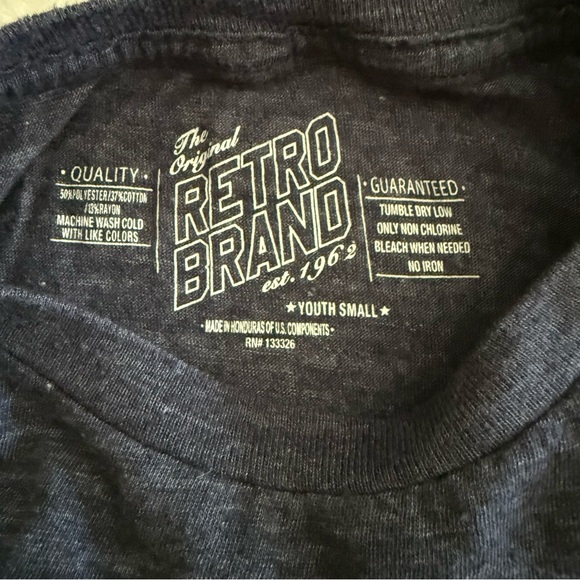 The
Original
RETRO
BRAND
est. 1962
· QUALITY ·
50%POLYESTER/37%COTTON
/13%RAYON
MACHINE WASH COLD
WITH LIKE COLORS
· GUARANTEED ·
TUMBLE DRY LOW
ONLY NON CHLORINE
BLEACH WHEN NEEDED
NO IRON
★YOUTH SMALL★
· MADE IN HONDURAS OF U.S. COMPONENTS ·
RN# 133326